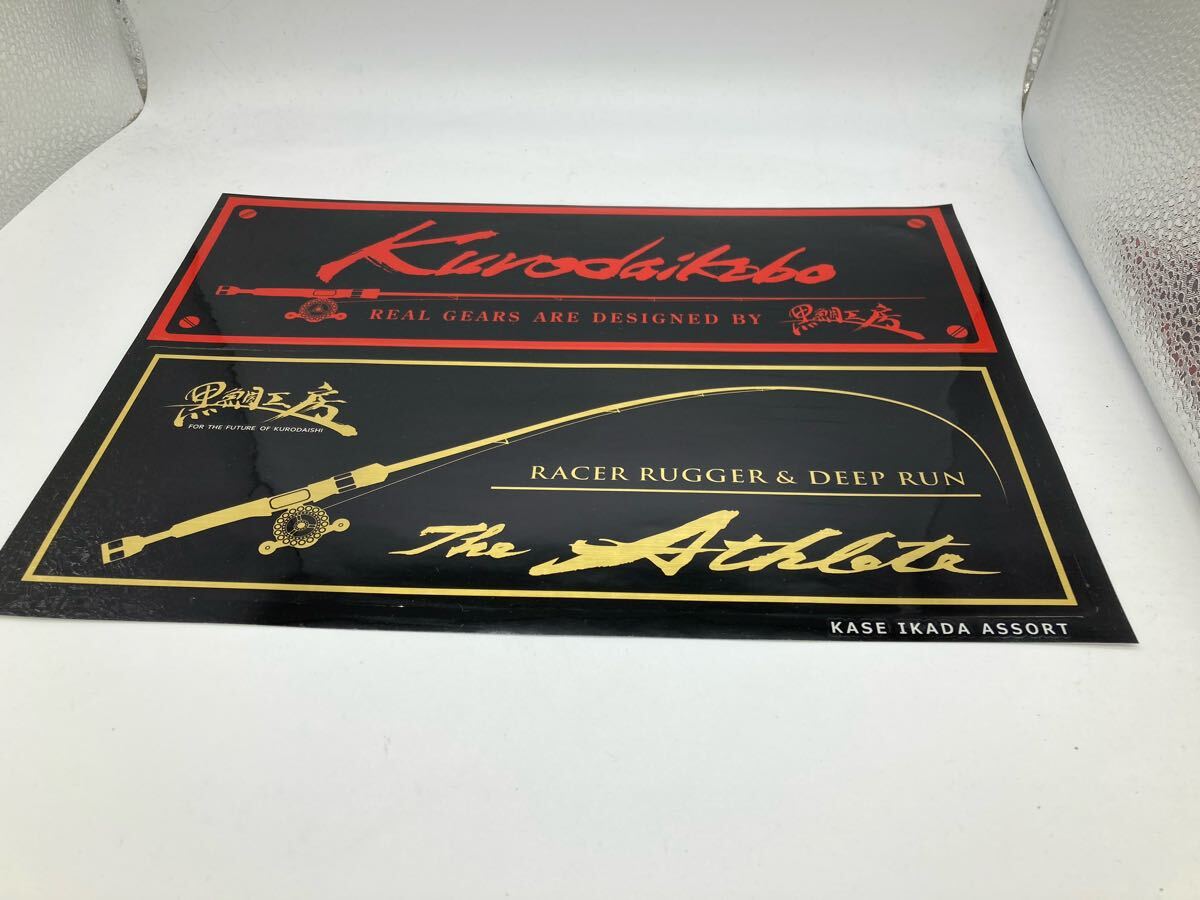 Kurodaikobo
REAL GEARS ARE DESIGNED BY 黒鯛工房
黒鯛工房
FOR THE FUTURE OF KURODAISHI
RACER RUGGER & DEEP RUN
The Athlete
KASE IKADA ASSORT